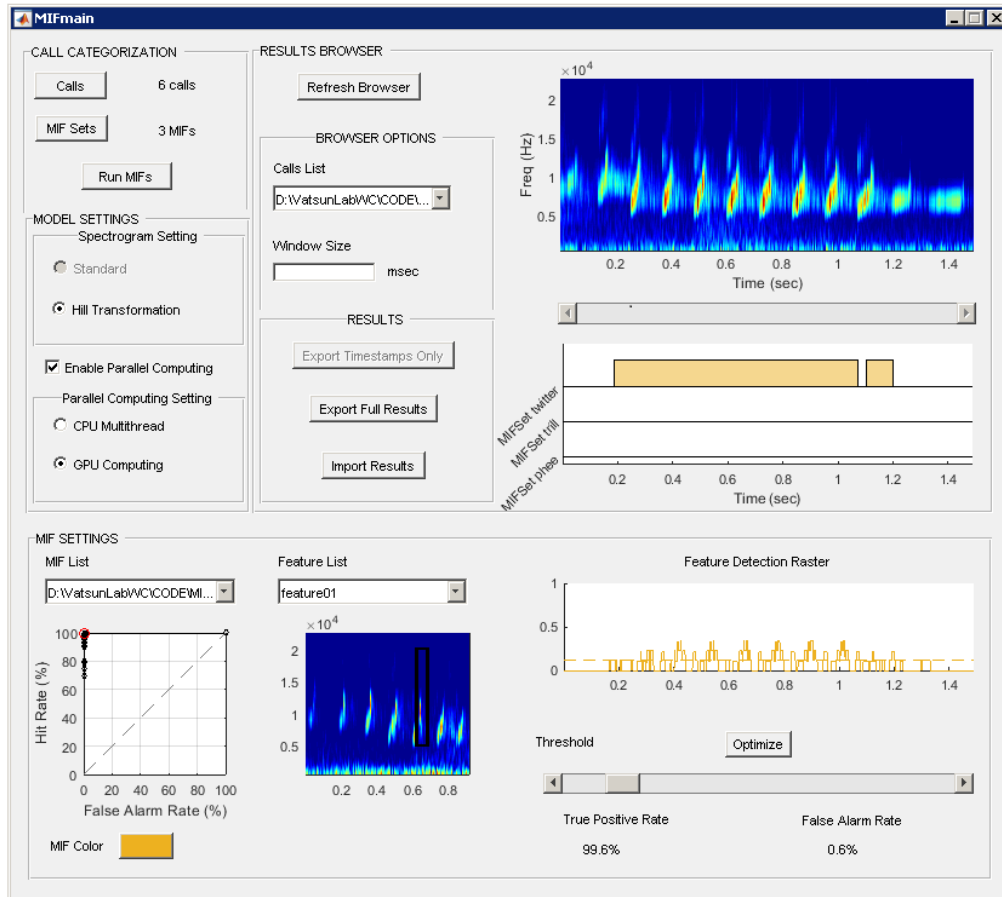 MIFmain
CALL CATEGORIZATION
Calls
6 calls
MIF Sets
3 MIFs
Run MIFs
MODEL SETTINGS
Spectrogram Setting
Standard
Hill Transformation
Enable Parallel Computing
Parallel Computing Setting
CPU Multithread
GPU Computing
RESULTS BROWSER
Refresh Browser
BROWSER OPTIONS
Calls List
D:\VatsunLab\WC\CODE\...
Window Size
msec
RESULTS
Export Timestamps Only
Export Full Results
Import Results
×10^4
2
1.5
1
0.5
Freq (Hz)
0.2 0.4 0.6 0.8 1 1.2 1.4
Time (sec)
MIFSet twitter
MIFSet trill
MIFSet phee
0.2 0.4 0.6 0.8 1 1.2 1.4
Time (sec)
MIF SETTINGS
MIF List
D:\VatsunLab\WC\CODE\MI...
100
80
60
40
20
0
Hit Rate (%)
0 20 40 60 80 100
False Alarm Rate (%)
MIF Color
Feature List
feature01
×10^4
2
1.5
1
0.5
0.2 0.4 0.6 0.8
Feature Detection Raster
1
0.5
0
0.2 0.4 0.6 0.8 1 1.2 1.4
Threshold
Optimize
True Positive Rate
False Alarm Rate
99.6%
0.6%